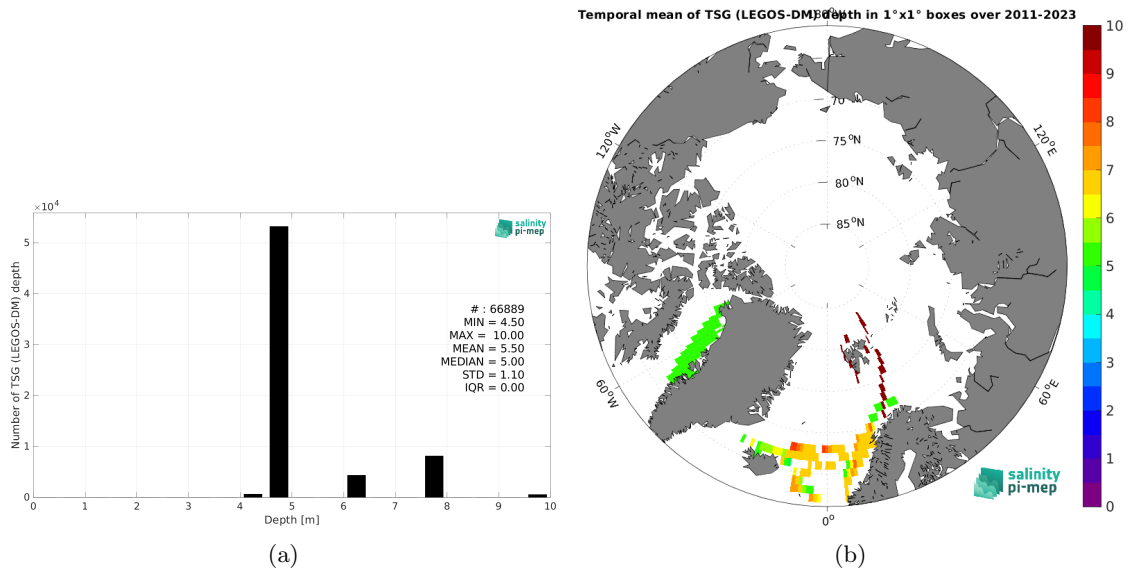 Temporal mean of TSG (LEGOS-DM) depth in 1°x1° boxes over 2011-2023
180°W
10
9
8
7
6
5
4
3
2
1
0
70
75°N
80°N
85°N
120°W
120°E
60°W
60°E
0°
salinity
pi-mep
×10⁴
5
4
3
2
1
0
Number of TSG (LEGOS-DM) depth
salinity
pi-mep
# : 66889
MIN = 4.50
MAX = 10.00
MEAN = 5.50
MEDIAN = 5.00
STD = 1.10
IQR = 0.00
0 1 2 3 4 5 6 7 8 9 10
Depth [m]
(a)
(b)